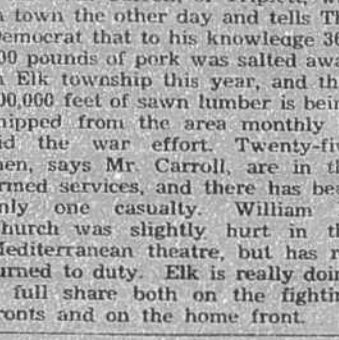 n town the other day and tells Th
emocrat that to his knowledge 36
00 pounds of pork was salted awa
n Elk township this year, and th
00,000 feet of sawn lumber is bein
hipped from the area monthly
id the war effort. Twenty-fiv
hen, says Mr. Carroll, are in th
rmed services, and there has bee
nly one casualty. William
hurch was slightly hurt in th
Mediterranean theatre, but has r
urned to duty. Elk is really doin
full share both on the fightin
ronts and on the home front.